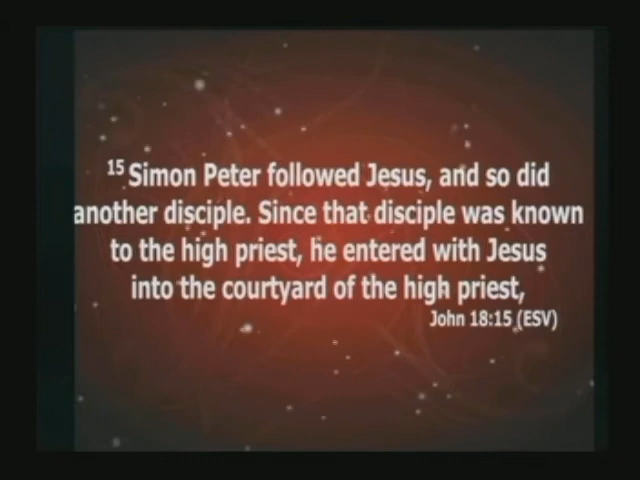 15 Simon Peter followed Jesus, and so did
another disciple. Since that disciple was known
to the high priest, he entered with Jesus
into the courtyard of the high priest,
John 18:15 (ESV)